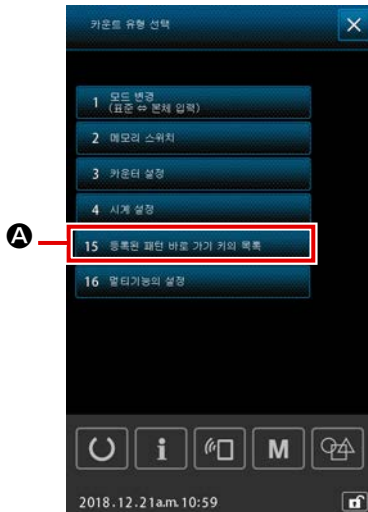 카운트 유형 선택
1 모드 변경
(표준 ⇔ 본체 입력)
2 메모리 스위치
3 카운터 설정
4 시계 설정
A
15 등록된 패턴 바로 가기 키의 목록
16 멀티기능의 설정
i
M
2018.12.21a.m.10:59